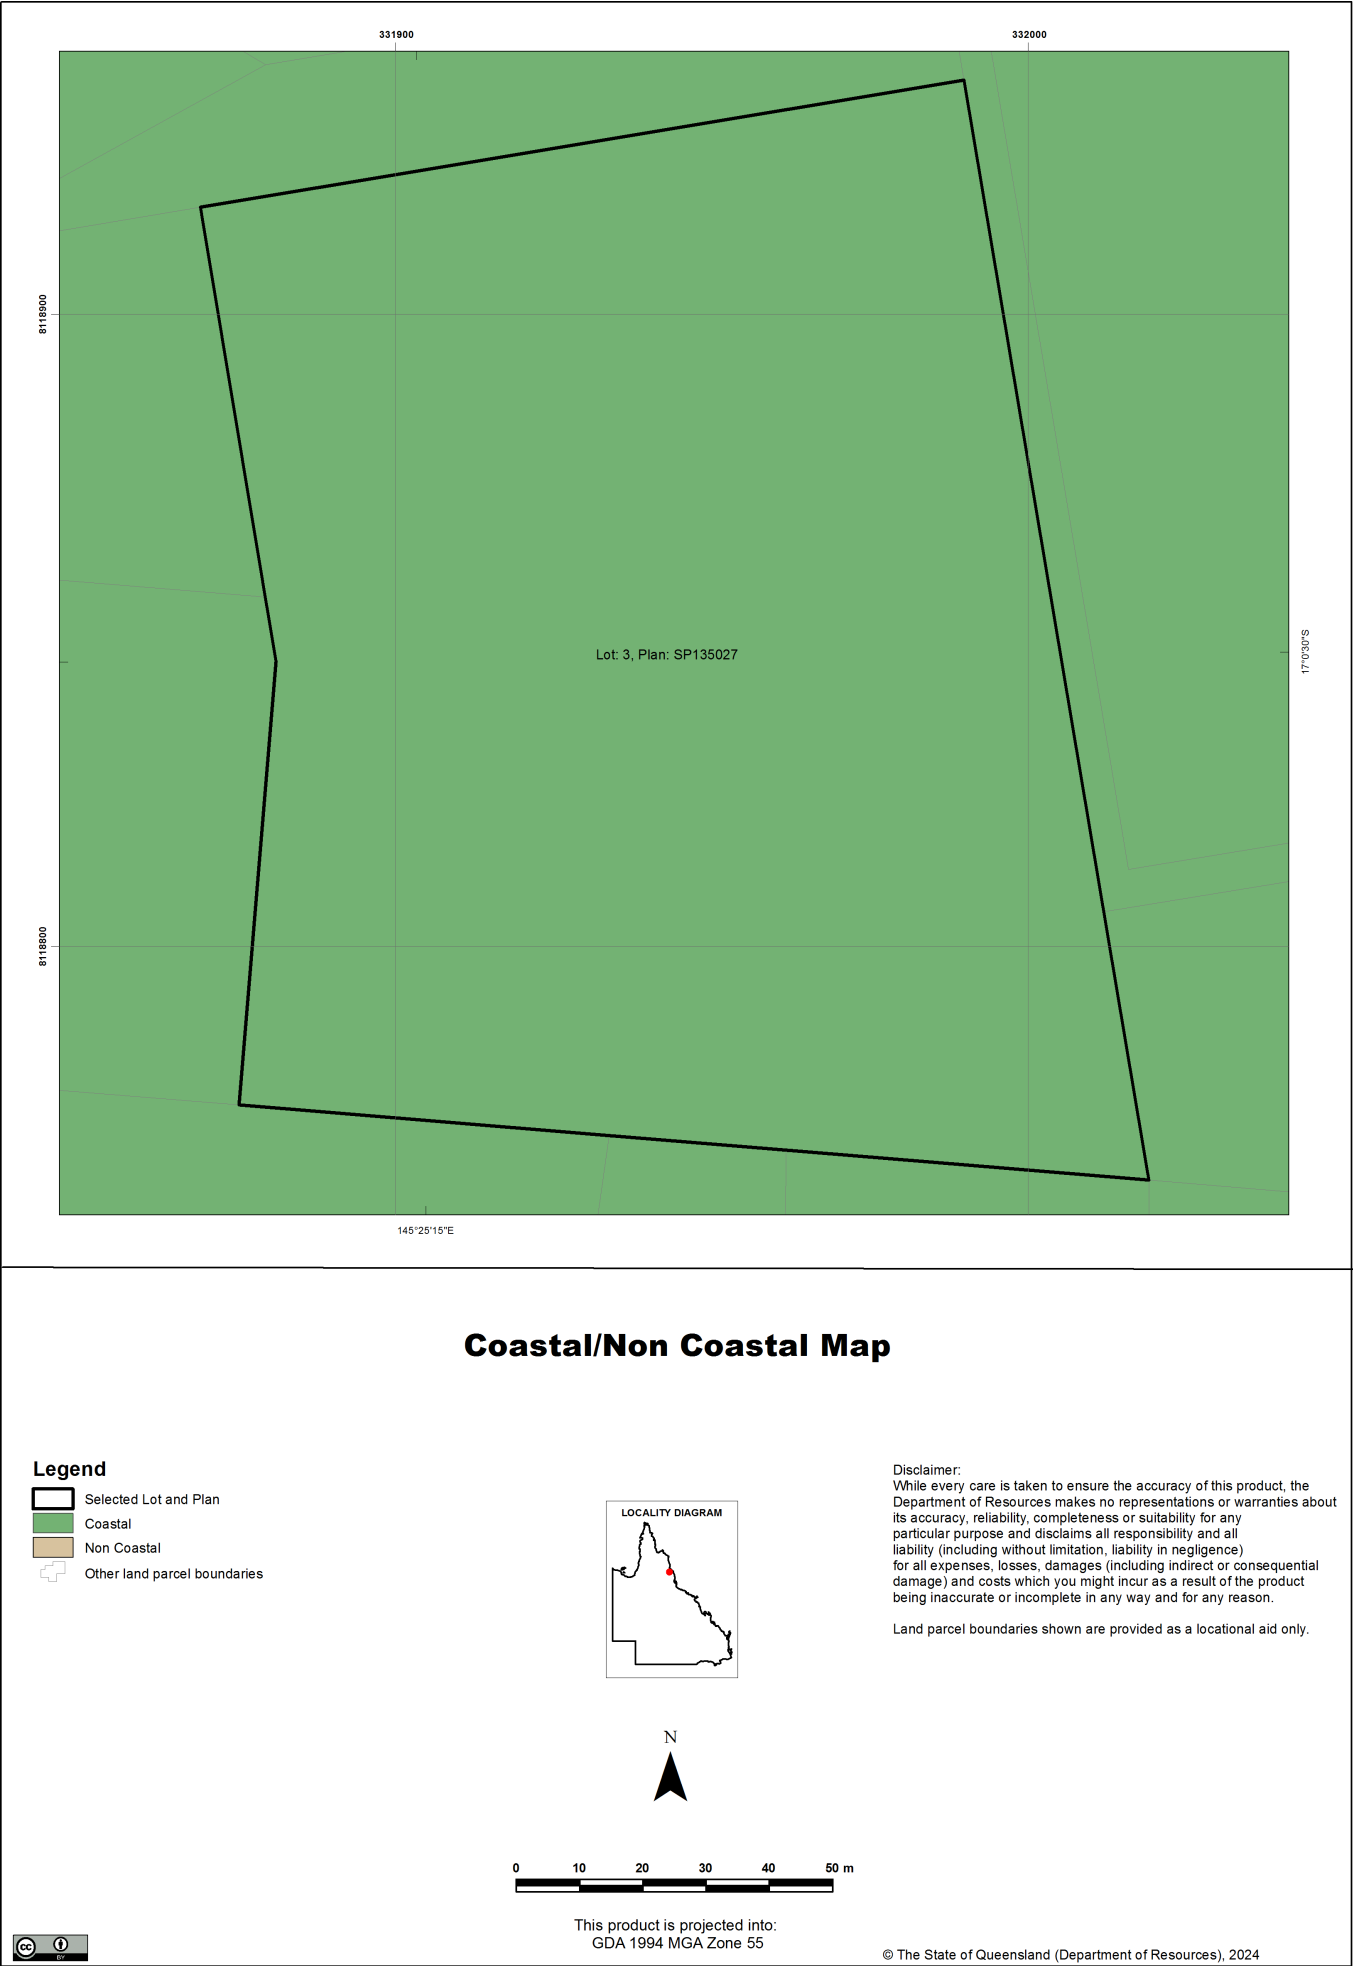 331900
332000
8118900
Lot: 3, Plan: SP135027
17°0'30"S
8118800
145°25'15"E
Coastal/Non Coastal Map
Legend
Selected Lot and Plan
Coastal
Non Coastal
Other land parcel boundaries
LOCALITY DIAGRAM
Disclaimer:
While every care is taken to ensure the accuracy of this product, the
Department of Resources makes no representations or warranties about
its accuracy, reliability, completeness or suitability for any
particular purpose and disclaims all responsibility and all
liability (including without limitation, liability in negligence)
for all expenses, losses, damages (including indirect or consequential
damage) and costs which you might incur as a result of the product
being inaccurate or incomplete in any way and for any reason.
Land parcel boundaries shown are provided as a locational aid only.
N
0 10 20 30 40 50 m
This product is projected into:
GDA 1994 MGA Zone 55
cc
BY
© The State of Queensland (Department of Resources), 2024